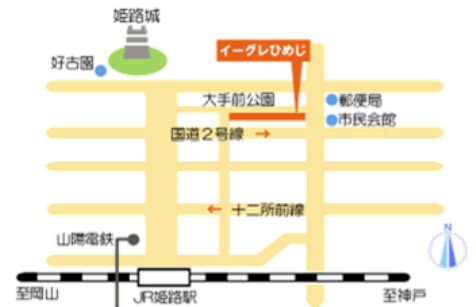 姫路城
イーグレひめじ
好古園
大手前公園
郵便局
市民会館
国道2号線 →
← 十二所前線
山陽電鉄
N
至岡山
JR姫路駅
至神戸